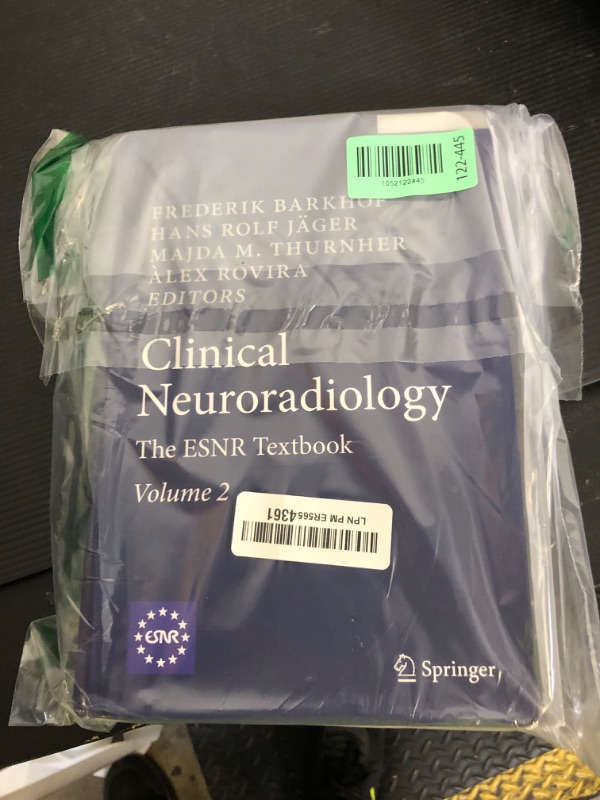 122-445
1052122445
FREDERIK BARKHOF
HANS ROLF JÄGER
MAJDA M. THURNHER
ÀLEX ROVIRA
EDITORS
Clinical
Neuroradiology
The ESNR Textbook
Volume 2
LPN PM ER5654361
ESNR
Springer